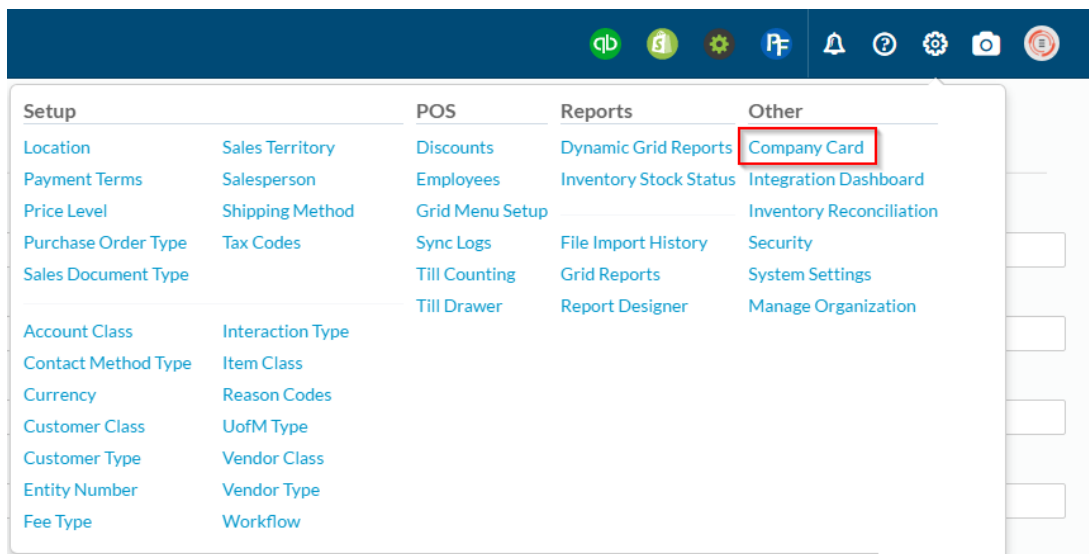 qb
Setup
Location
Payment Terms
Price Level
Purchase Order Type
Sales Document Type
Sales Territory
Salesperson
Shipping Method
Tax Codes
Account Class
Contact Method Type
Currency
Customer Class
Customer Type
Entity Number
Fee Type
Interaction Type
Item Class
Reason Codes
UofM Type
Vendor Class
Vendor Type
Workflow
POS
Discounts
Employees
Grid Menu Setup
Sync Logs
Till Counting
Till Drawer
Reports
Dynamic Grid Reports
Inventory Stock Status
File Import History
Grid Reports
Report Designer
Other
Company Card
Integration Dashboard
Inventory Reconciliation
Security
System Settings
Manage Organization